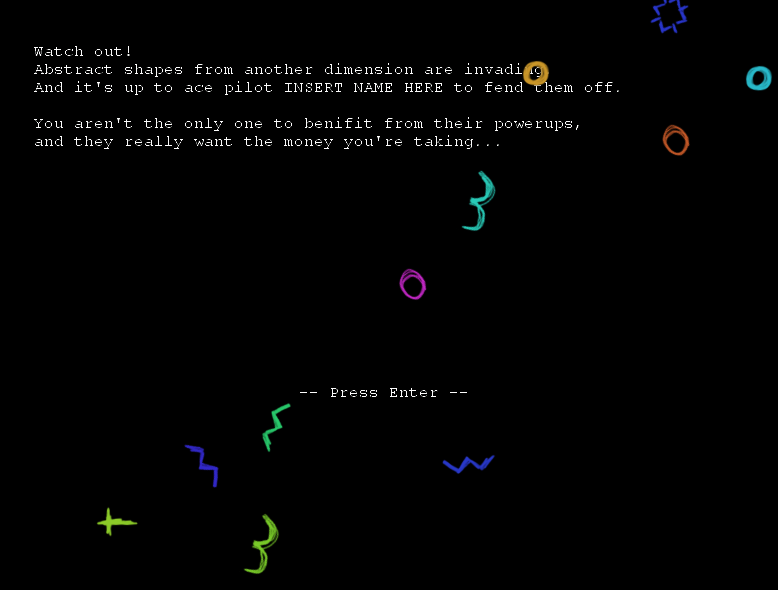 Watch out!
Abstract shapes from another dimension are invading
And it's up to ace pilot INSERT NAME HERE to fend them off.
You aren't the only one to benifit from their powerups,
and they really want the money you're taking...
-- Press Enter --